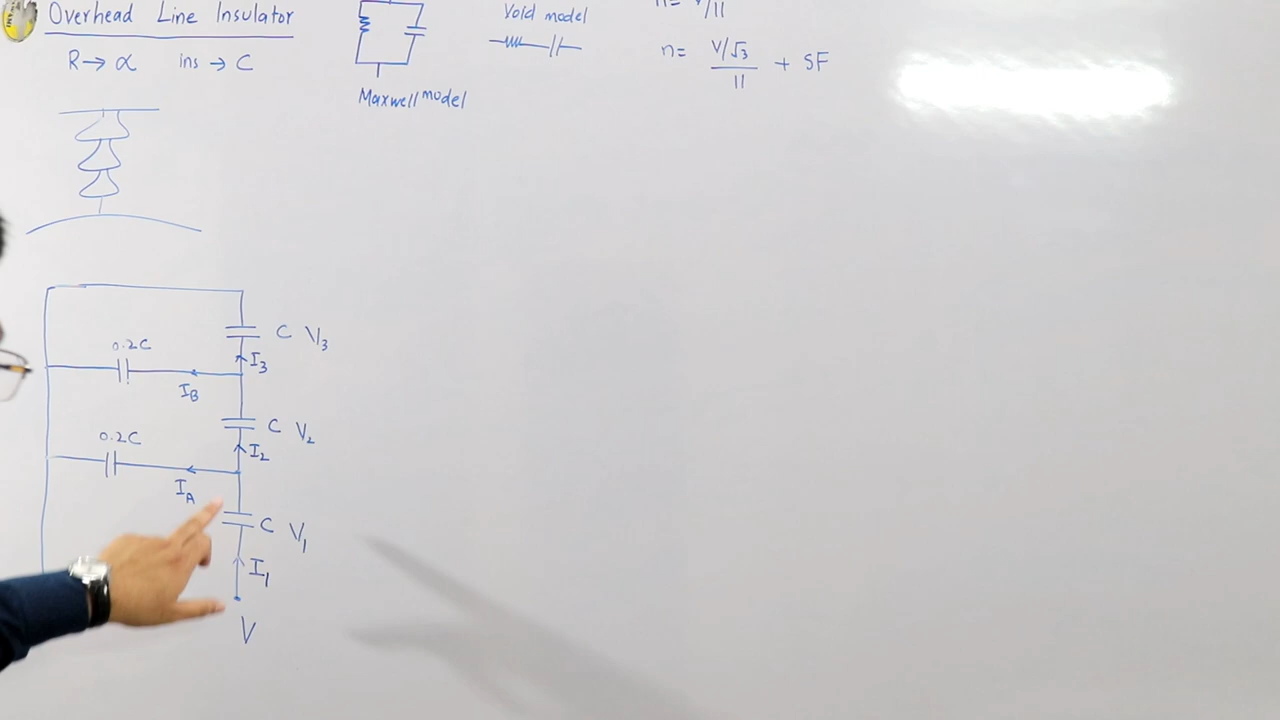 Overhead Line Insulator
R→ ∝ ins → C
Maxwell model
Void model
n= V/11
n= V/√3 / 11 + SF
C V3
0.2C
I3
IB
C V2
0.2C
I2
IA
C V1
I1
V